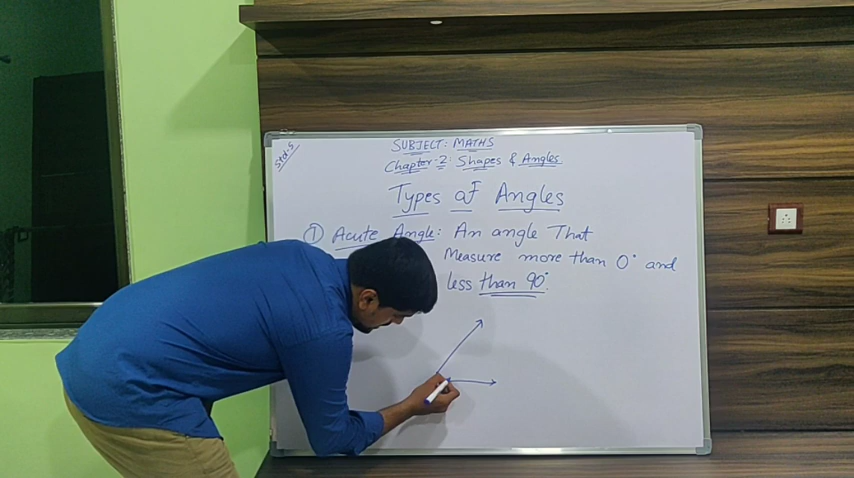 Std-5
SUBJECT: MATHS
Chapter-2: Shapes & Angles
Types of Angles
① Acute Angle: An angle That
Measure more than 0° and
less than 90°.